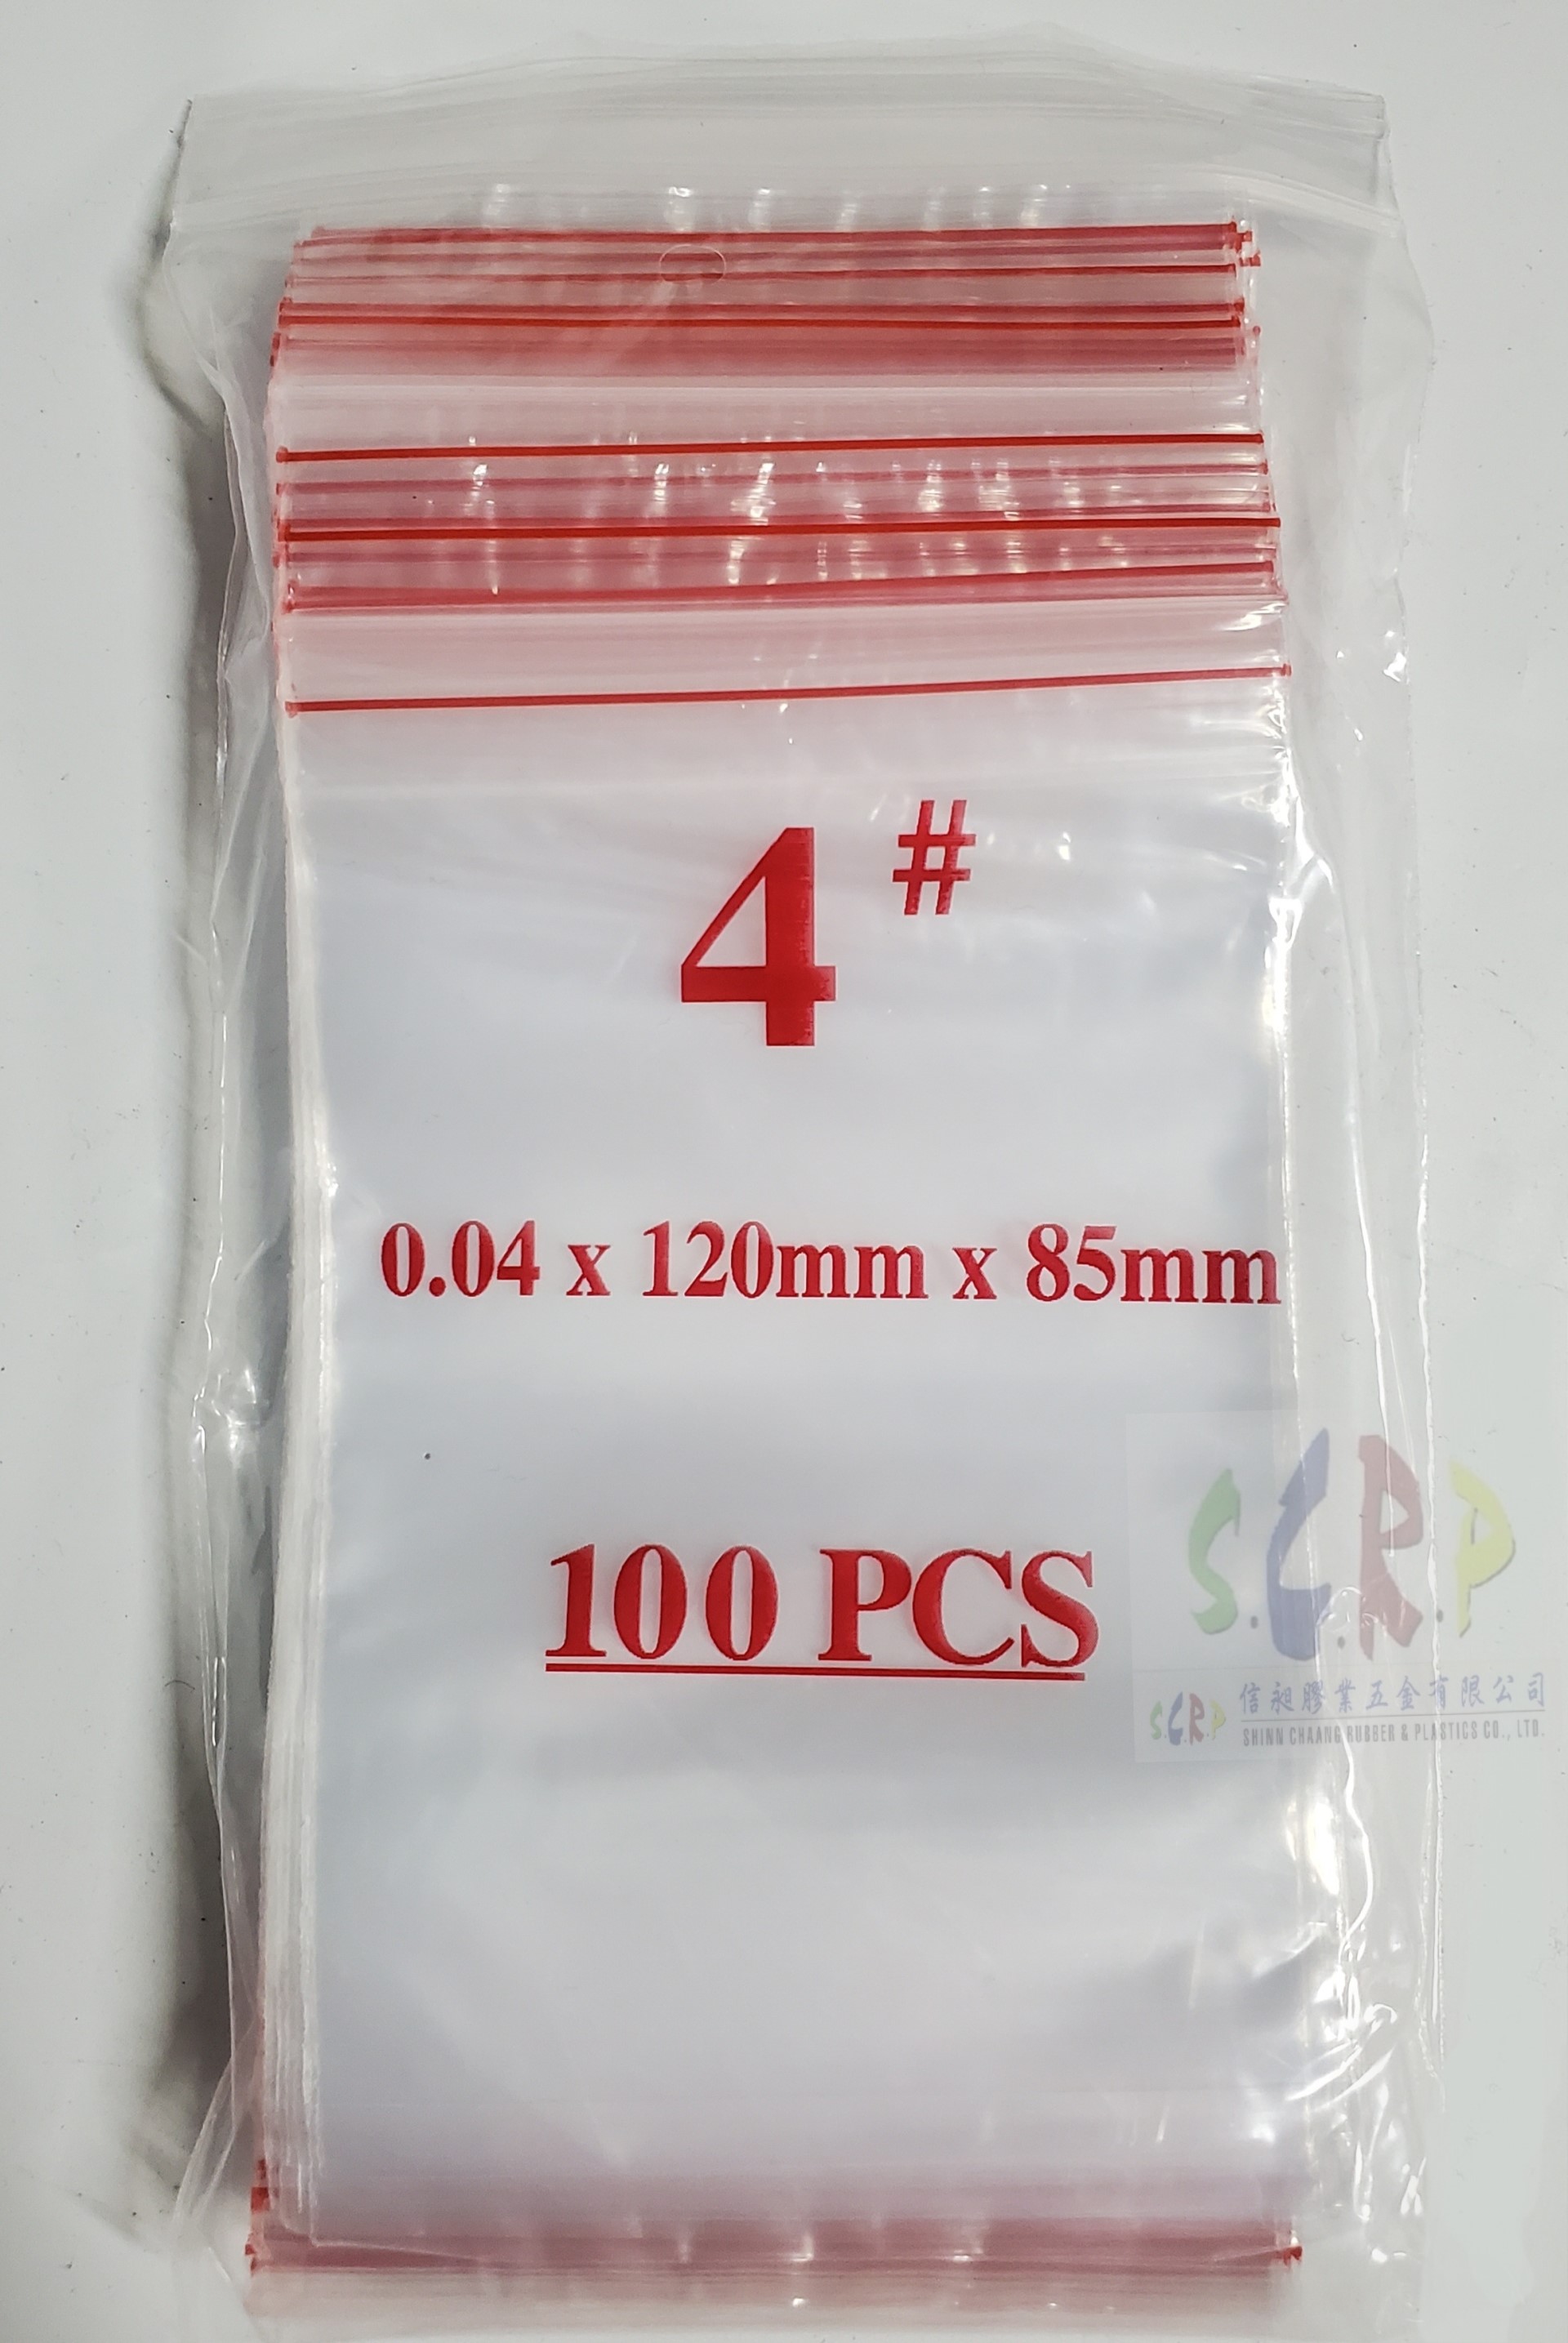 4 #
0.04 x 120mm x 85mm
100 PCS
S.C.R.P
S.C.R.P 信昶膠業五金有限公司
SHINN CHAANG RUBBER & PLASTICS CO., LTD.